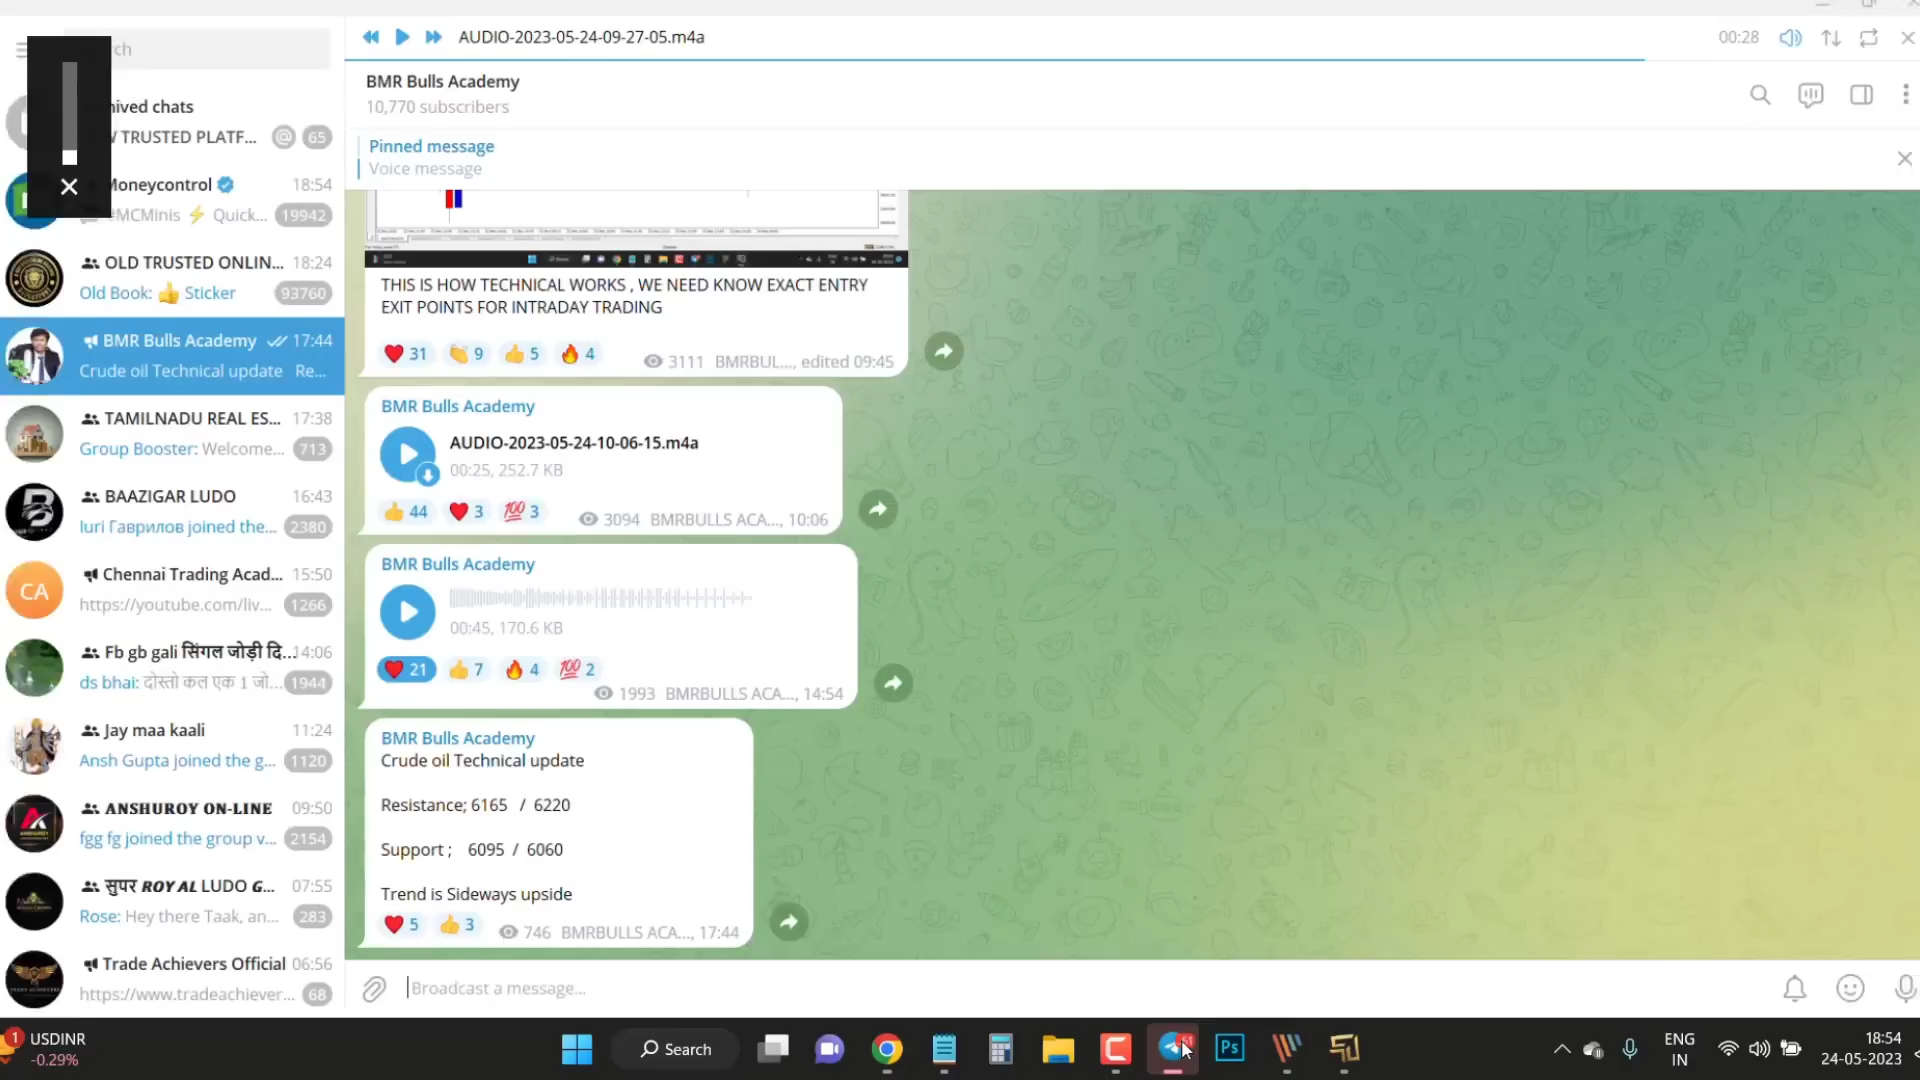 AUDIO-2023-05-24-09-27-05.m4a
00:28
ch
hived chats
TRUSTED PLATF...
@
65
Moneycontrol
18:54
#MCMinis ⚡ Quick...
19942
OLD TRUSTED ONLIN...
18:24
Old Book: 👍 Sticker
93760
BMR Bulls Academy
17:44
Crude oil Technical update Re...
TAMILNADU REAL ES...
17:38
Group Booster: Welcome...
713
BAAZIGAR LUDO
16:43
Iuri Гаврилов joined the...
2380
CA
Chennai Trading Acad...
15:50
https://youtube.com/liv...
1266
Fb gb gali सिंगल जोड़ी दि...
14:06
ds bhai: दोस्तो कल एक 1 जो...
1944
Jay maa kaali
11:24
Ansh Gupta joined the g...
1120
ANSHUROY ON-LINE
09:50
fgg fg joined the group v...
2154
सुपर ROYAL LUDO G...
07:55
Rose: Hey there Taak, an...
283
Trade Achievers Official
06:56
https://www.tradeachiever...
68
BMR Bulls Academy
10,770 subscribers
Pinned message
Voice message
THIS IS HOW TECHNICAL WORKS , WE NEED KNOW EXACT ENTRY
EXIT POINTS FOR INTRADAY TRADING
❤️ 31 👏 9 👍 5 🔥 4
3111 BMRBUL..., edited 09:45
BMR Bulls Academy
AUDIO-2023-05-24-10-06-15.m4a
00:25, 252.7 KB
👍 44 ❤️ 3 💯 3
3094 BMRBULLS ACA..., 10:06
BMR Bulls Academy
00:45, 170.6 KB
❤️ 21 👍 7 🔥 4 💯 2
1993 BMRBULLS ACA..., 14:54
BMR Bulls Academy
Crude oil Technical update
Resistance; 6165 / 6220
Support ; 6095 / 6060
Trend is Sideways upside
❤️ 5 👍 3 746 BMRBULLS ACA..., 17:44
Broadcast a message...
1
USDINR
-0.29%
Search
Ps
ENG
IN
18:54
24-05-2023